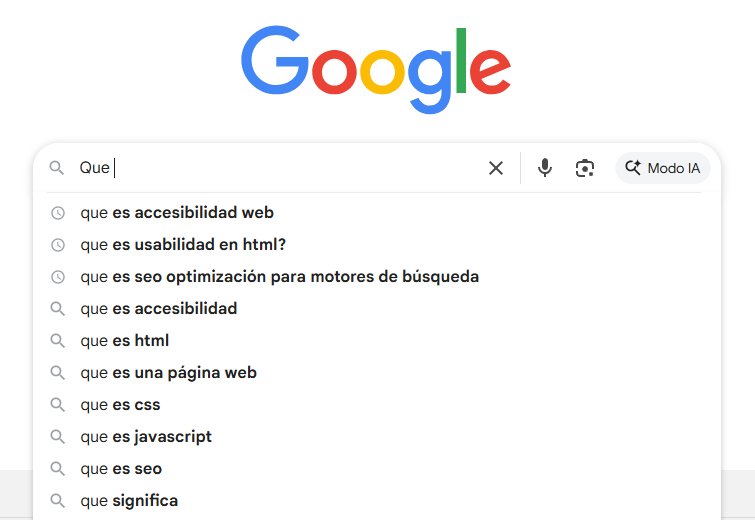 Google
Que
Modo IA
que es accesibilidad web
que es usabilidad en html?
que es seo optimización para motores de búsqueda
que es accesibilidad
que es html
que es una página web
que es css
que es javascript
que es seo
que significa